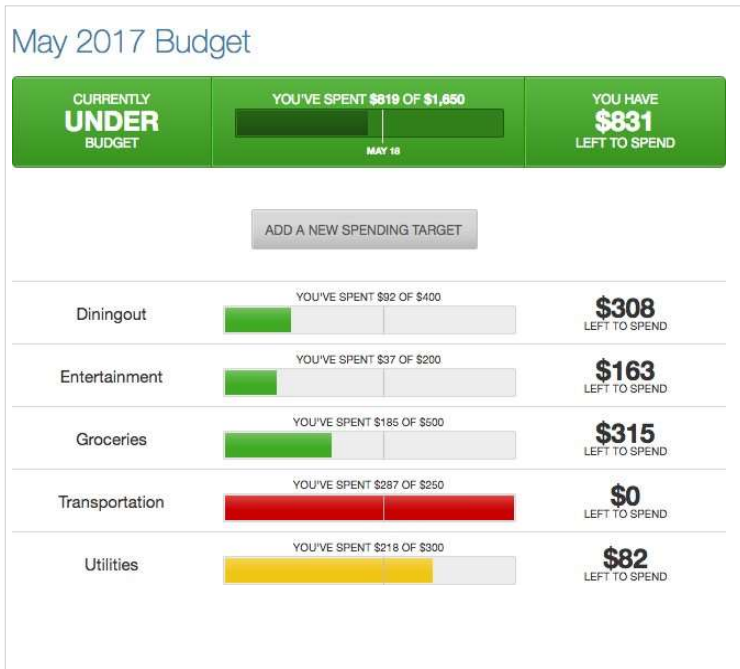 May 2017 Budget
CURRENTLY
UNDER
BUDGET
YOU'VE SPENT $819 OF $1,650
MAY 18
YOU HAVE
$831
LEFT TO SPEND
ADD A NEW SPENDING TARGET
Diningout
YOU'VE SPENT $92 OF $400
$308
LEFT TO SPEND
Entertainment
YOU'VE SPENT $37 OF $200
$163
LEFT TO SPEND
Groceries
YOU'VE SPENT $185 OF $500
$315
LEFT TO SPEND
Transportation
YOU'VE SPENT $287 OF $250
$0
LEFT TO SPEND
Utilities
YOU'VE SPENT $218 OF $300
$82
LEFT TO SPEND